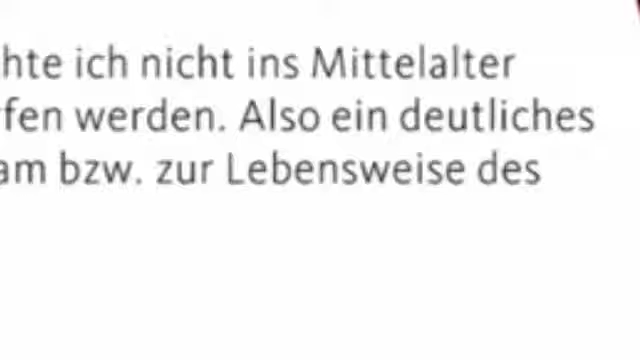 hte ich nicht ins Mittelalter
fen werden. Also ein deutliches
am bzw. zur Lebensweise des